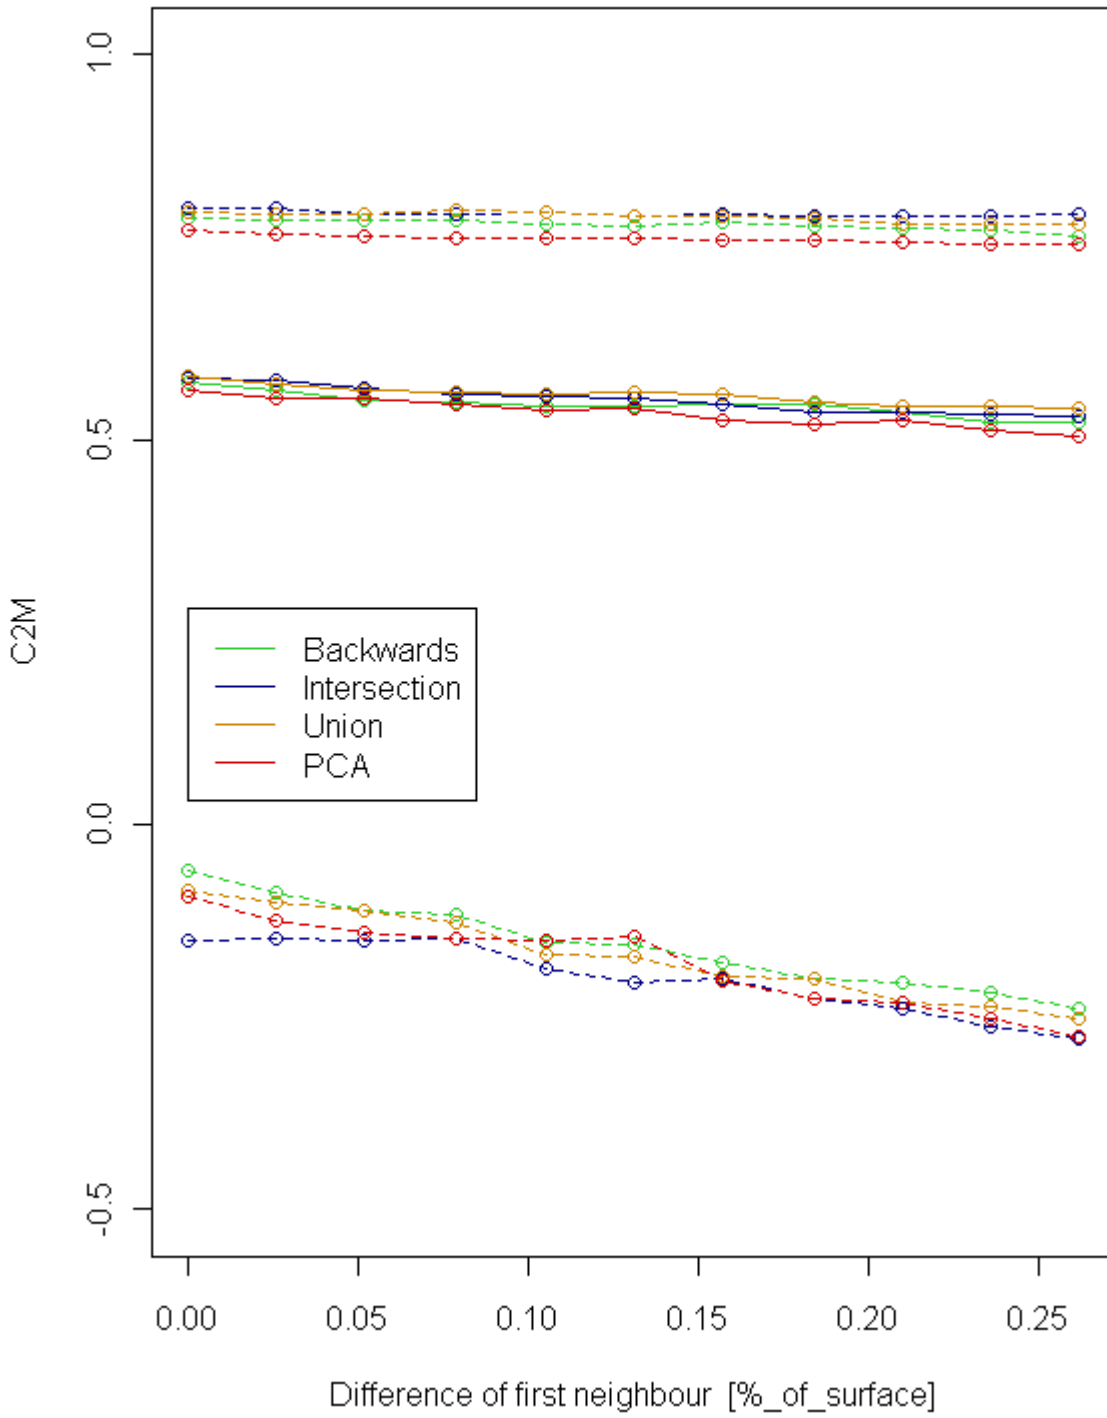 1.0
0.5
0.0
-0.5
C2M
Backwards
Intersection
Union
PCA
0.00 0.05 0.10 0.15 0.20 0.25
Difference of first neighbour [%_of_surface]